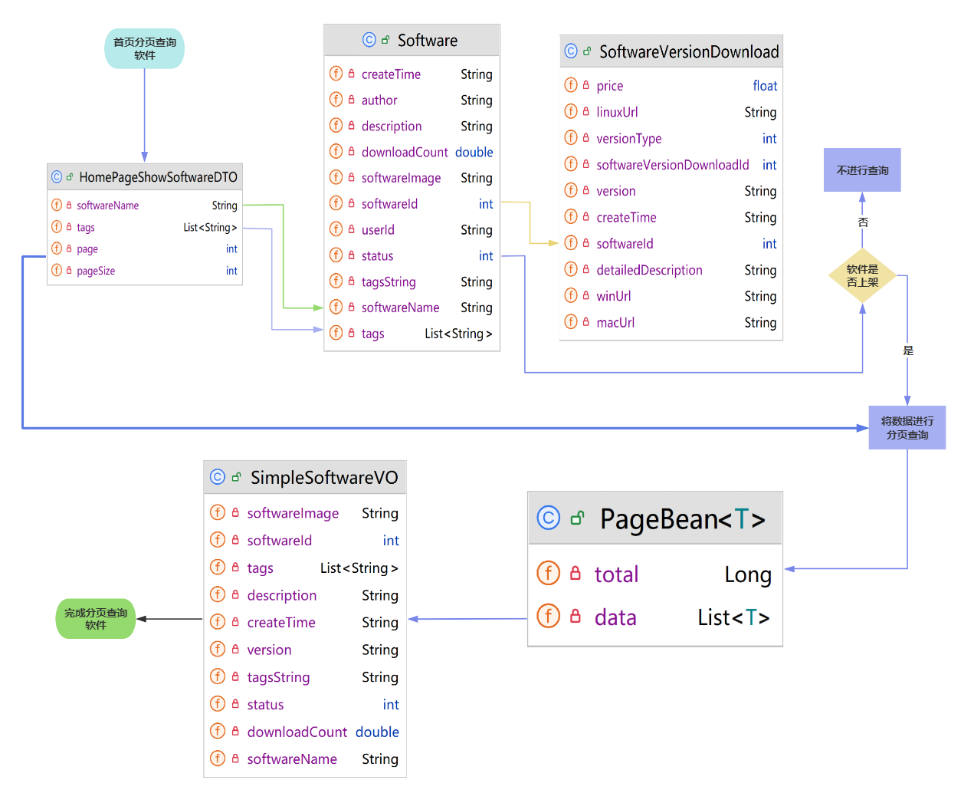 首页分页查询
软件
HomePageShowSoftwareDTO
softwareName String
tags List<String>
page int
pageSize int
Software
createTime String
author String
description String
downloadCount double
softwareImage String
softwareId int
userId String
status int
tagsString String
softwareName String
tags List<String>
SoftwareVersionDownload
price float
linuxUrl String
versionType int
softwareVersionDownloadId int
version String
createTime String
softwareId int
detailedDescription String
winUrl String
macUrl String
不进行查询
否
软件是
否上架
是
将数据进行
分页查询
PageBean<T>
total Long
data List<T>
SimpleSoftwareVO
softwareImage String
softwareId int
tags List<String>
description String
createTime String
version String
tagsString String
status int
downloadCount double
softwareName String
完成分页查询
软件